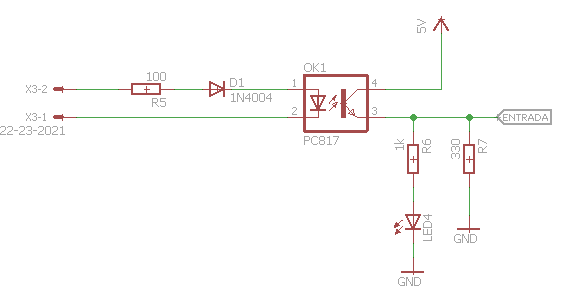 5V
OK1
X3-2
100
R5
D1
1N4004
1
4
X3-1
22-23-2021
2
3
PC817
ENTRADA
1k
R6
330
R7
LED4
GND
GND